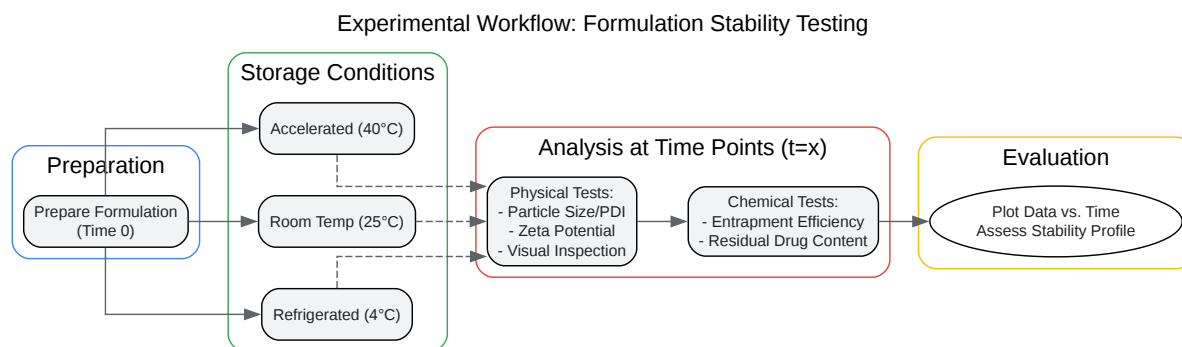 Experimental Workflow: Formulation Stability Testing
Preparation
Prepare Formulation
(Time 0)
Storage Conditions
Accelerated (40°C)
Room Temp (25°C)
Refrigerated (4°C)
Analysis at Time Points (t=x)
Physical Tests:
- Particle Size/PDI
- Zeta Potential
- Visual Inspection
Chemical Tests:
- Entrapment Efficiency
- Residual Drug Content
Evaluation
Plot Data vs. Time
Assess Stability Profile